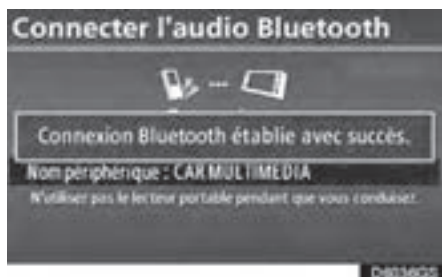 Connecter l'audio Bluetooth
Connexion Bluetooth établie avec succès.
Nom périphérique : CAR MULTIMEDIA
N'utiliser pas le lecteur portable pendant que vous conduisez.